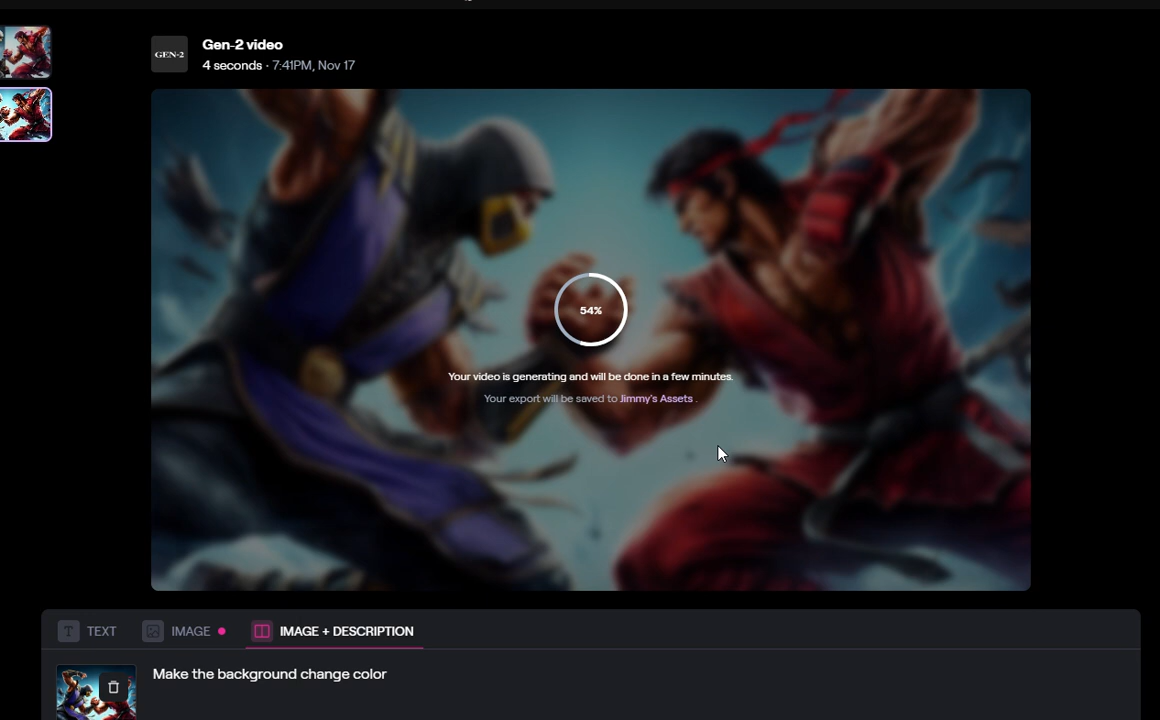 GEN-2
Gen-2 video
4 seconds · 7:41PM, Nov 17
54%
Your video is generating and will be done in a few minutes.
Your export will be saved to Jimmy's Assets .
T TEXT
IMAGE
IMAGE + DESCRIPTION
Make the background change color